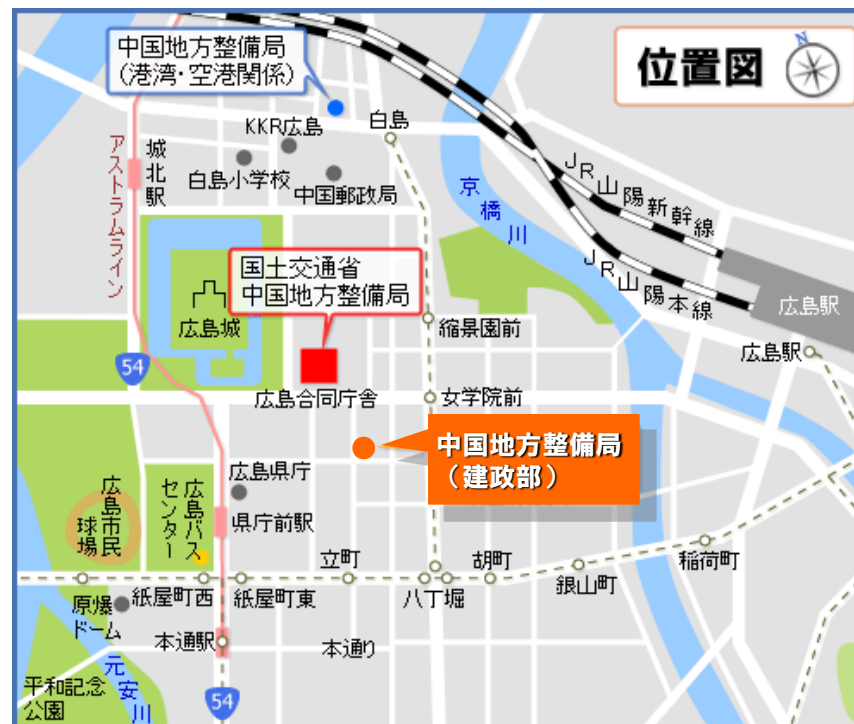 中国地方整備局
（港湾・空港関係）
位置図
N
白島
KKR広島
城北駅
白島小学校
中国郵政局
アストラムライン
京橋川
JR山陽新幹線
JR山陽本線
国土交通省
中国地方整備局
広島城
広島駅
縮景園前
広島駅
54
広島合同庁舎
女学院前
中国地方整備局
（建政部）
広島県庁
広島市民
球場
広島バス
センター
県庁前駅
立町
胡町
稲荷町
銀山町
紙屋町西
紙屋町東
八丁堀
原爆
ドーム
本通駅
本通り
元安川
平和記念
公園
54